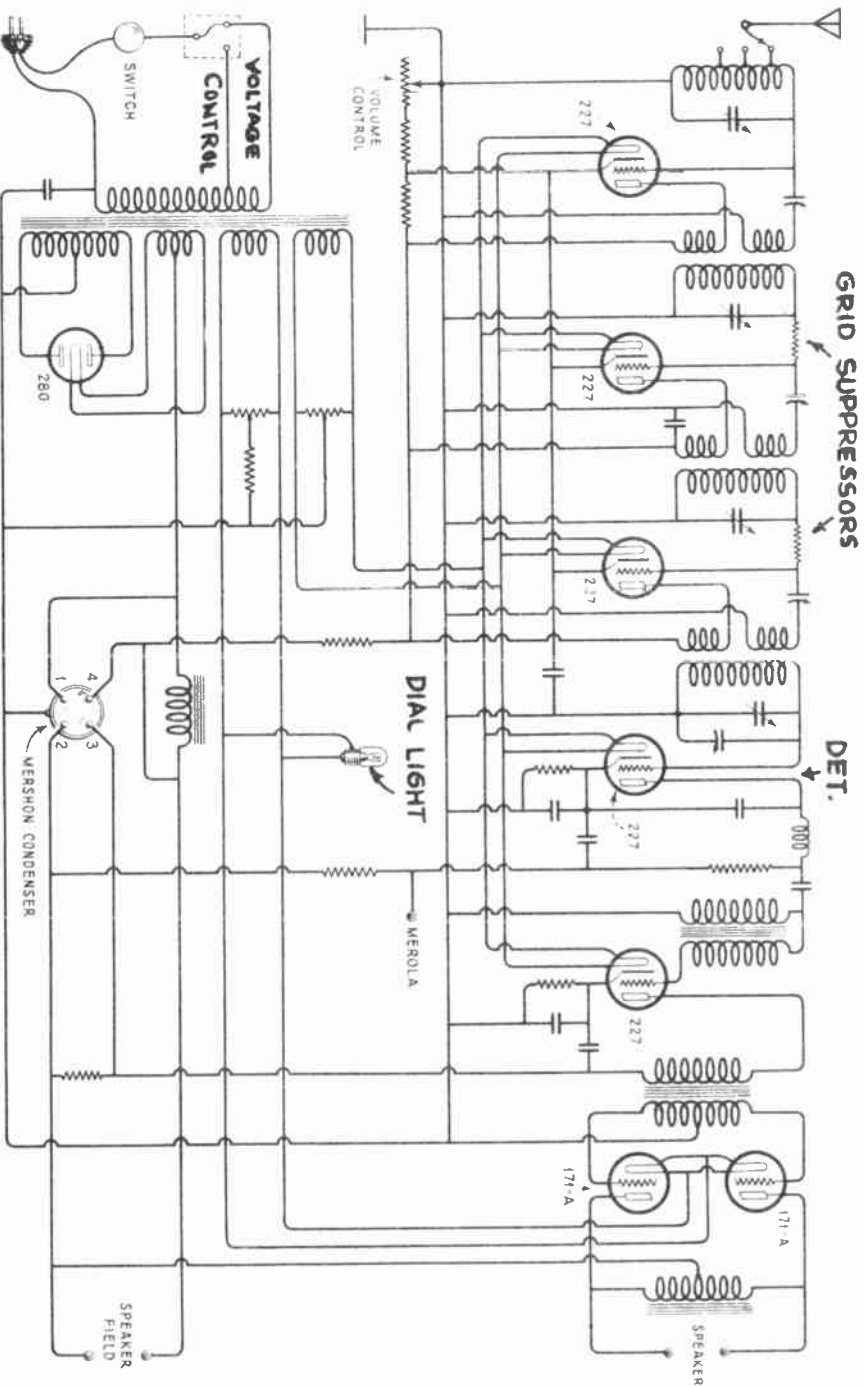 GRID SUPPRESSORS
DET.
227
227
227
227
227
171-A
171-A
SPEAKER
VOLUME
CONTROL
VOLTAGE
CONTROL
SWITCH
280
DIAL LIGHT
MEROLA
1
4
2
3
MERSHON CONDENSER
SPEAKER
FIELD